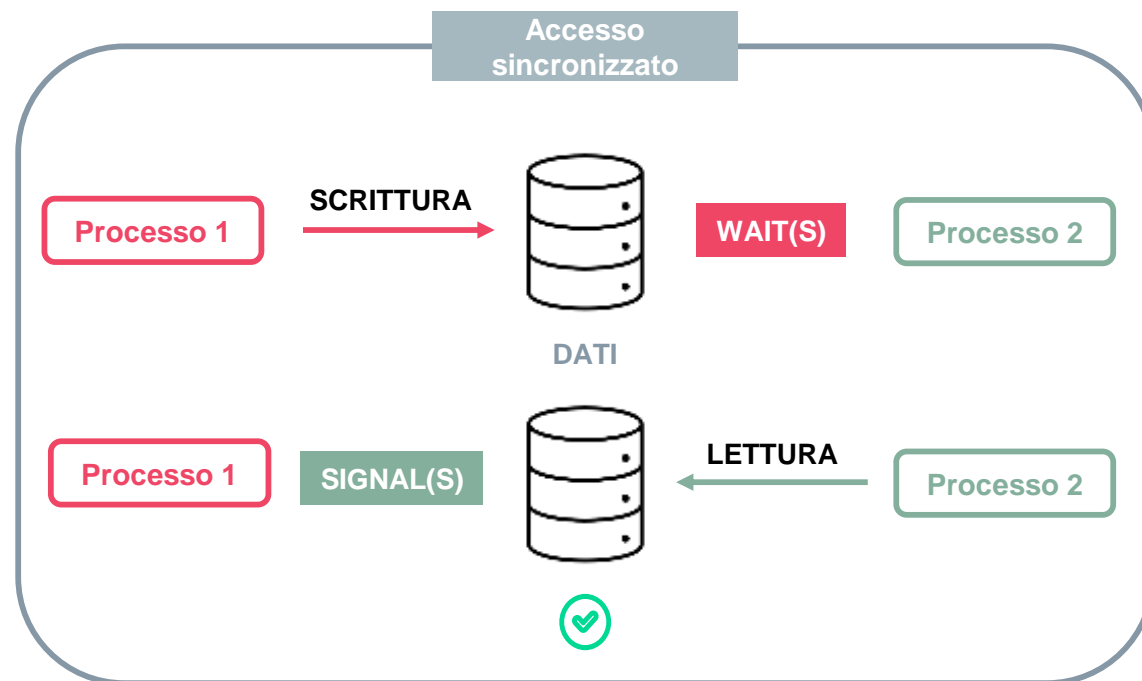 Accesso
sincronizzato
SCRITTURA
Processo 1
WAIT(S)
Processo 2
DATI
Processo 1
SIGNAL(S)
LETTURA
Processo 2